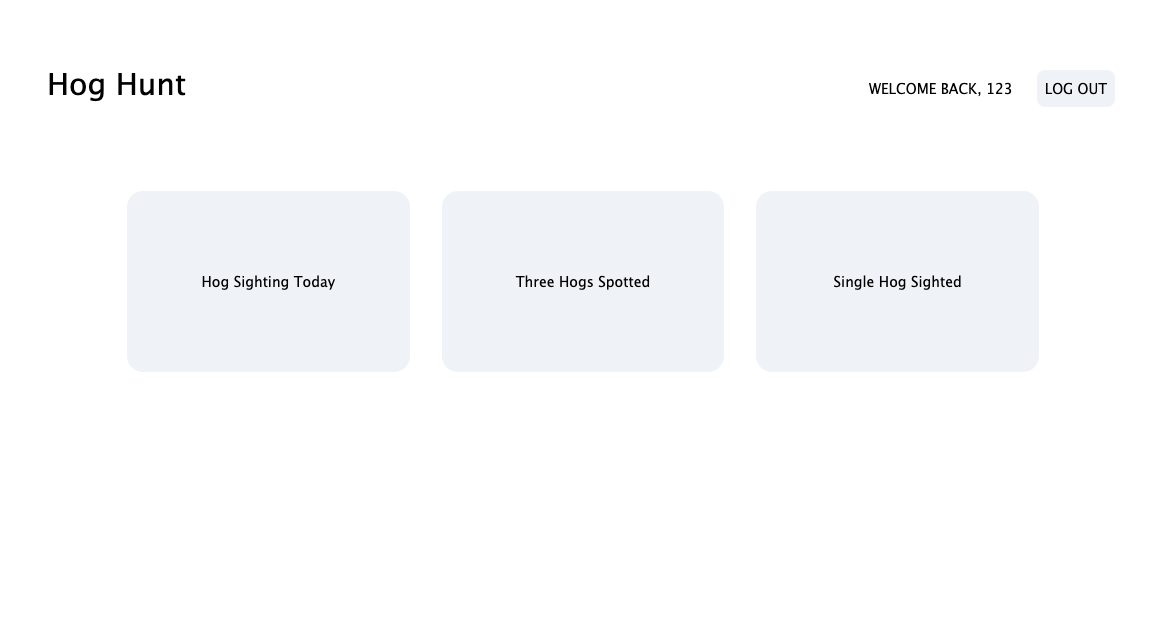 Hog Hunt
WELCOME BACK, 123
LOG OUT
Hog Sighting Today
Three Hogs Spotted
Single Hog Sighted